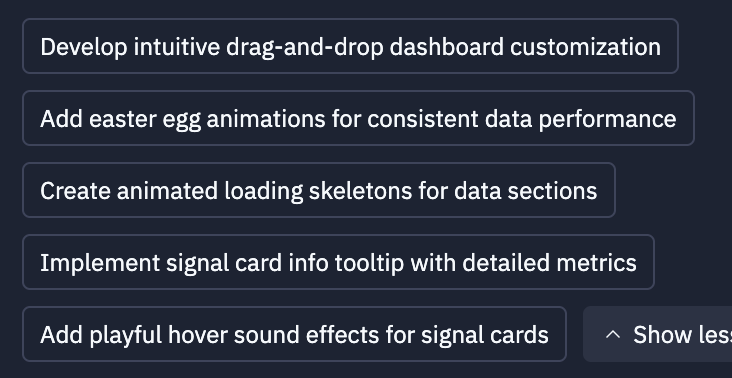 Develop intuitive drag-and-drop dashboard customization
Add easter egg animations for consistent data performance
Create animated loading skeletons for data sections
Implement signal card info tooltip with detailed metrics
Add playful hover sound effects for signal cards
Show less